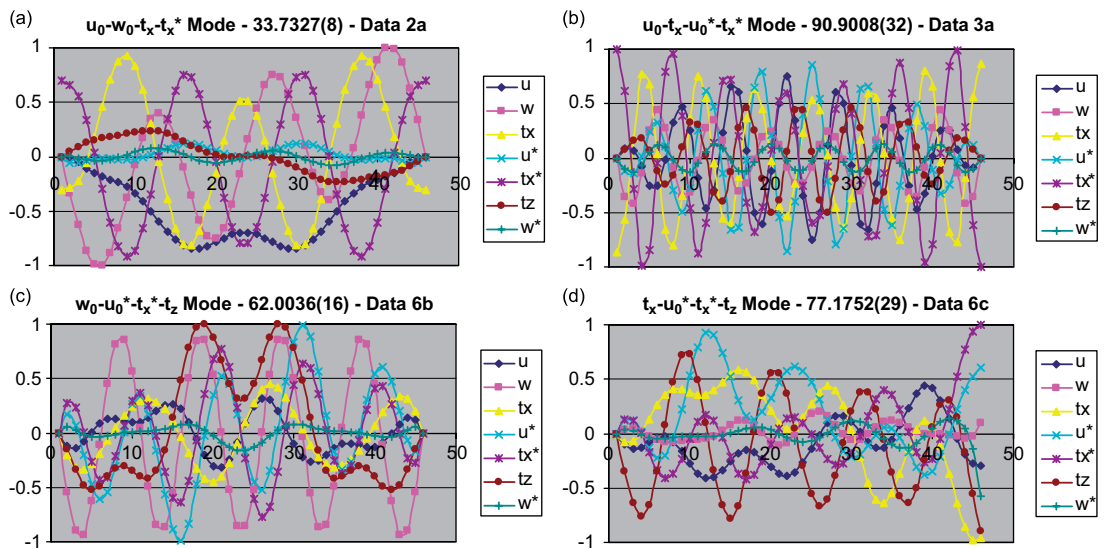 (a)
u0-w0-tx-tx* Mode - 33.7327(8) - Data 2a
1
0.5
0
-0.5
-1
0
10
20
30
40
50
u
w
tx
u*
tx*
tz
w*
(b)
u0-tx-u0*-tx* Mode - 90.9008(32) - Data 3a
1
0.5
0
-0.5
-1
0
10
20
30
40
50
u
w
tx
u*
tx*
tz
w*
(c)
w0-u0*-tx*-tz Mode - 62.0036(16) - Data 6b
1
0.5
0
-0.5
-1
0
10
20
30
40
50
u
w
tx
u*
tx*
tz
w*
(d)
tx-u0*-tx*-tz Mode - 77.1752(29) - Data 6c
1
0.5
0
-0.5
-1
0
10
20
30
40
50
u
w
tx
u*
tx*
tz
w*